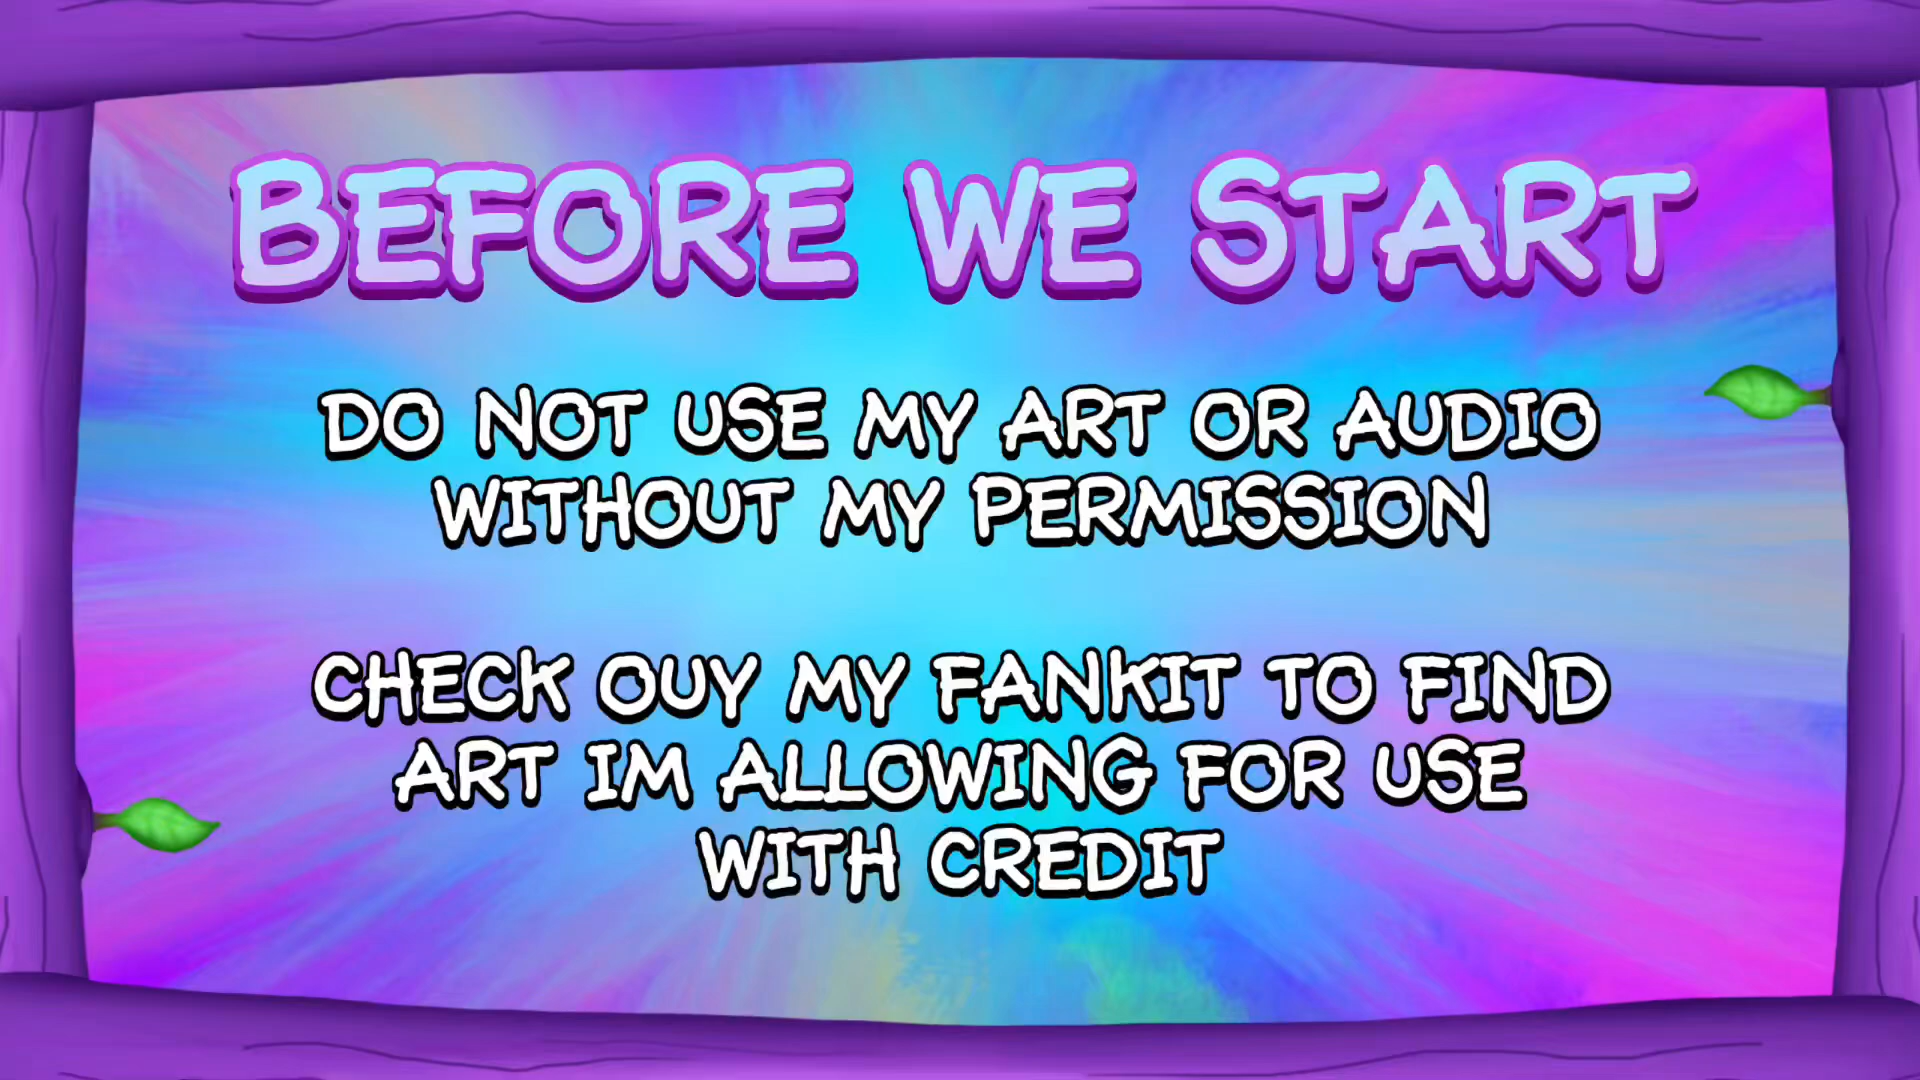 BEFORE WE START
DO NOT USE MY ART OR AUDIO
WITHOUT MY PERMISSION
CHECK OUY MY FANKIT TO FIND
ART IM ALLOWING FOR USE
WITH CREDIT